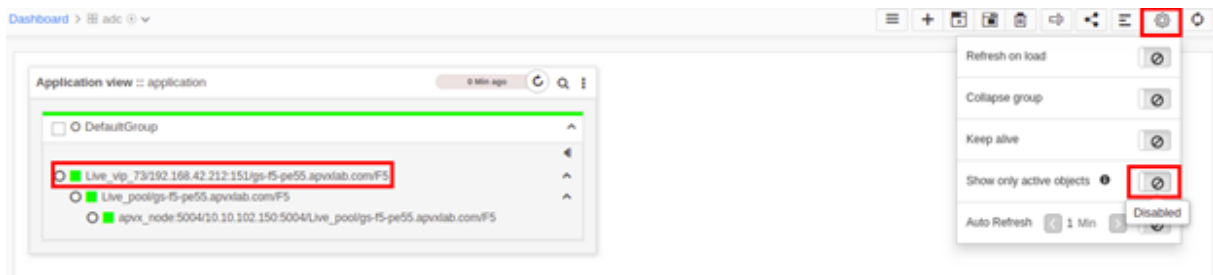 Dashboard > adc
Refresh on load
Application view :: application
0 Min ago
Collapse group
DefaultGroup
Keep alive
Live_vip_73/192.168.42.212:151/gs-f5-pe55.apvxlab.com/F5
Show only active objects
Live_pool/gs-f5-pe55.apvxlab.com/F5
Disabled
apvx_node:5004/10.10.102.150:5004/Live_pool/gs-f5-pe55.apvxlab.com/F5
Auto Refresh 1 Min